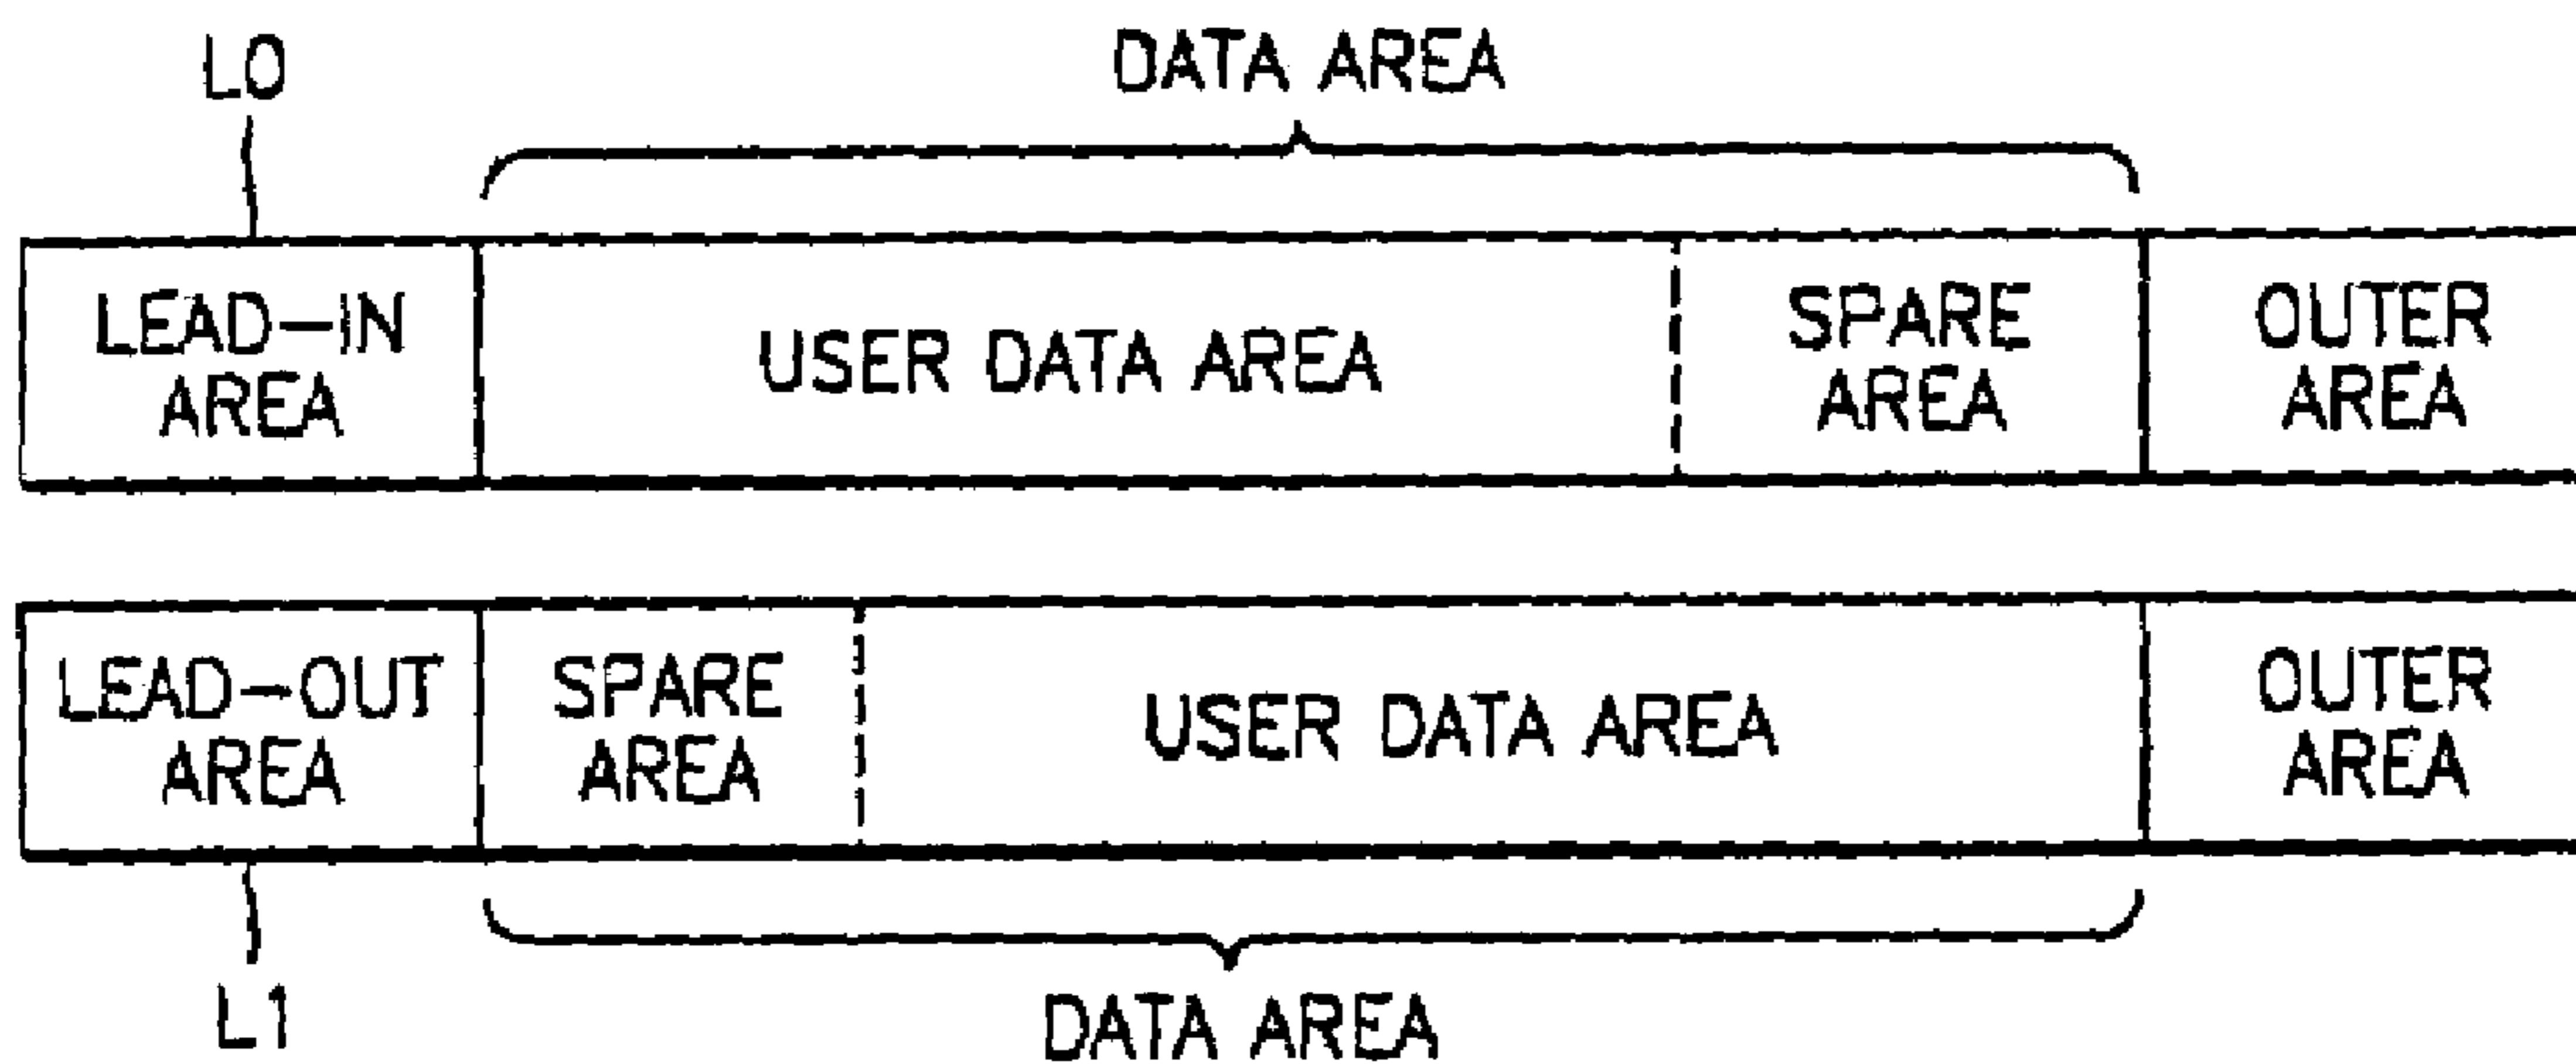 L0
DATA AREA
LEAD-IN
AREA
USER DATA AREA
SPARE
AREA
OUTER
AREA
LEAD-OUT
AREA
SPARE
AREA
USER DATA AREA
OUTER
AREA
L1
DATA AREA